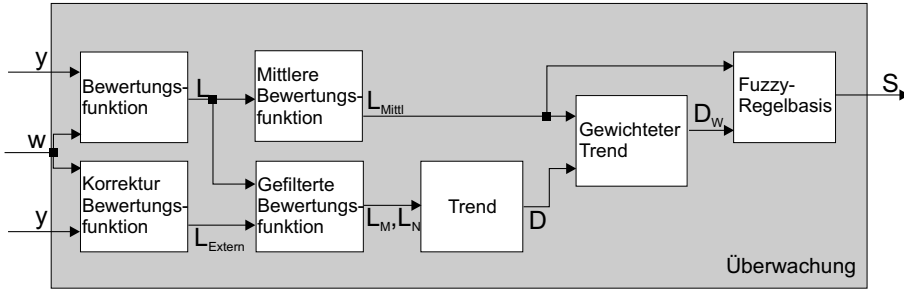 y
w
y
Bewertungs-
funktion
L
Mittlere
Bewertungs-
funktion
L_Mittl
Korrektur
Bewertungs-
funktion
L_Extern
Gefilterte
Bewertungs-
funktion
L_M, L_N
Trend
D
Gewichteter
Trend
D_W
Fuzzy-
Regelbasis
S
Überwachung